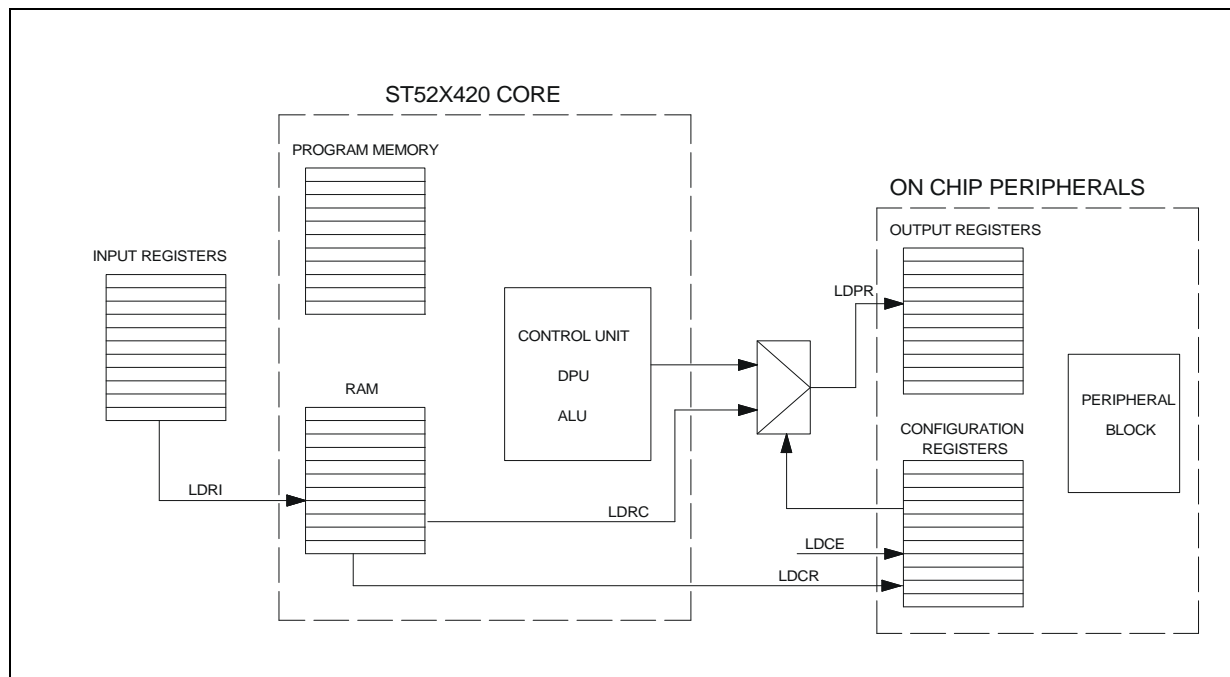 ST52X420 CORE
PROGRAM MEMORY
ON CHIP PERIPHERALS
INPUT REGISTERS
OUTPUT REGISTERS
LDPR
CONTROL UNIT
DPU
ALU
RAM
PERIPHERAL
BLOCK
CONFIGURATION
REGISTERS
LDRI
LDRC
LDCE
LDCR